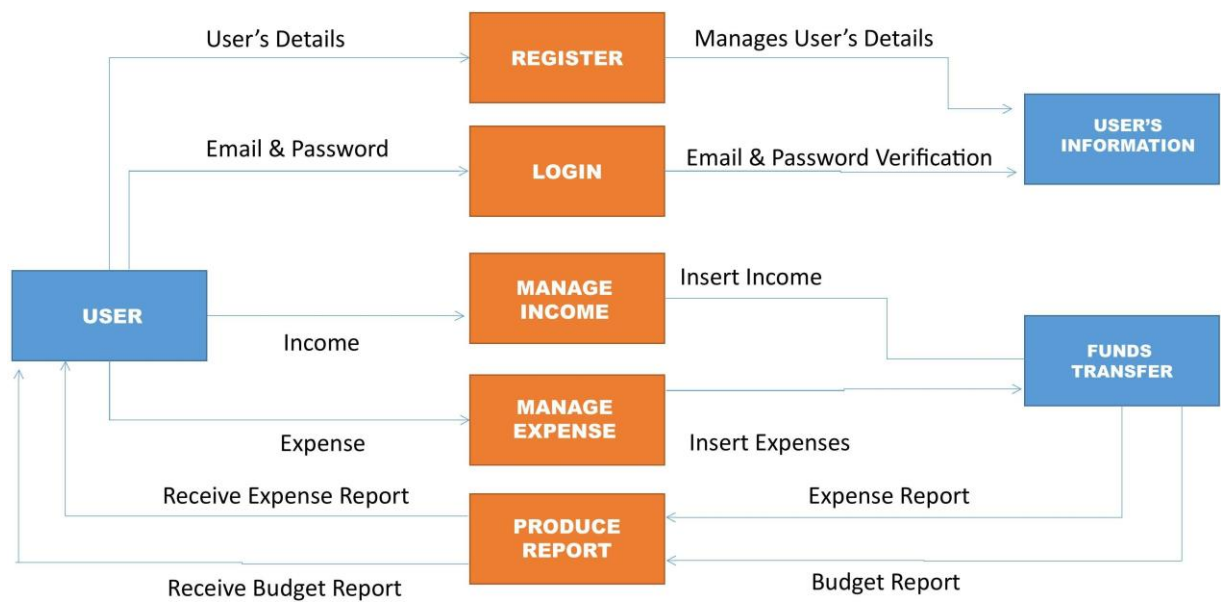 User's Details
REGISTER
Manages User's Details
USER'S
INFORMATION
Email & Password
LOGIN
Email & Password Verification
USER
Income
MANAGE
INCOME
Insert Income
FUNDS
TRANSFER
Expense
MANAGE
EXPENSE
Insert Expenses
Receive Expense Report
PRODUCE
REPORT
Expense Report
Receive Budget Report
Budget Report